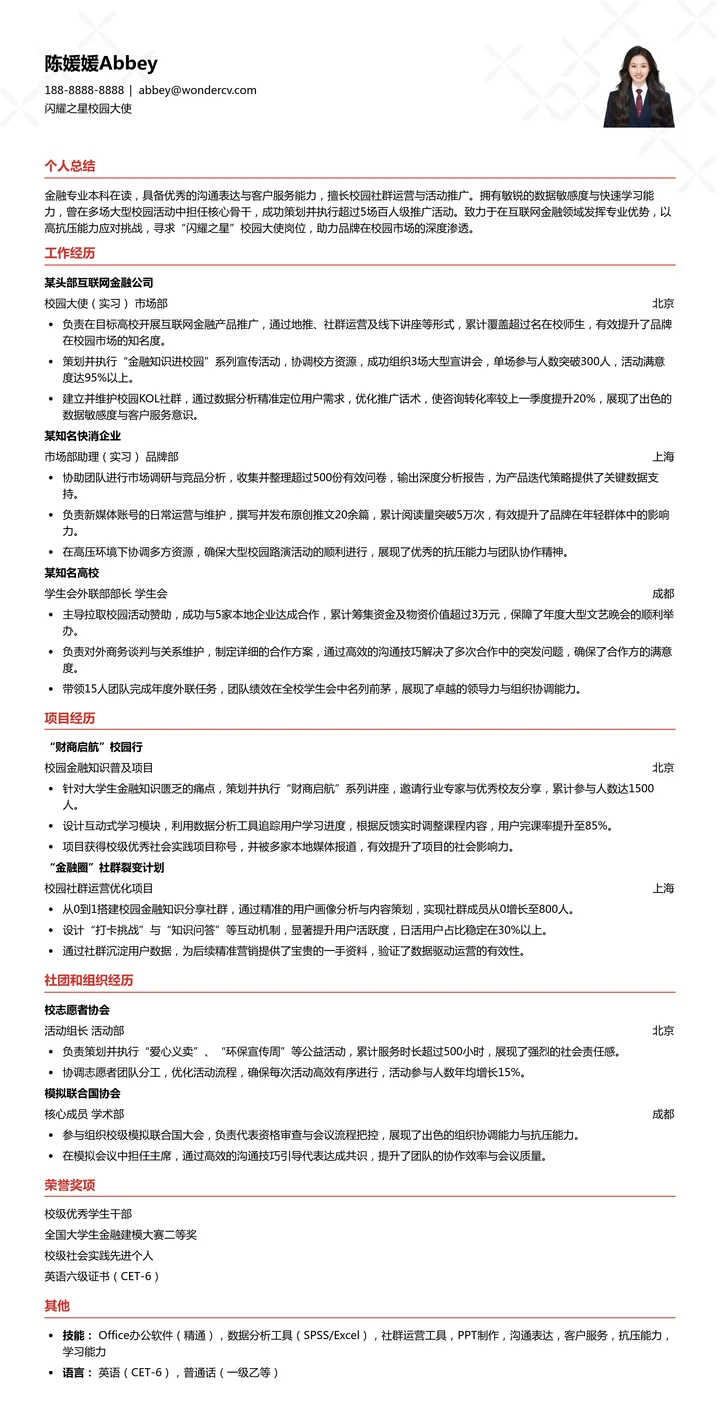 陈媛媛Abbey
188-8888-8888 | abbey@wondercv.com
闪耀之星校园大使
个人总结
金融专业本科在读，具备优秀的沟通表达与客户服务能力，擅长校园社群运营与活动推广。拥有敏锐的数据敏感度与快速学习能
力，曾在多场大型校园活动中担任核心骨干，成功策划并执行超过5场百人级推广活动。致力于在互联网金融领域发挥专业优势，以
高抗压能力应对挑战，寻求“闪耀之星”校园大使岗位，助力品牌在校园市场的深度渗透。
工作经历
某头部互联网金融公司
校园大使（实习） 市场部 北京
• 负责在目标高校开展互联网金融产品推广，通过地推、社群运营及线下讲座等形式，累计覆盖超过名在校师生，有效提升了品牌
在校园市场的知名度。
• 策划并执行“金融知识进校园”系列宣传活动，协调校方资源，成功组织3场大型宣讲会，单场参与人数突破300人，活动满意
度达95%以上。
• 建立并维护校园KOL社群，通过数据分析精准定位用户需求，优化推广话术，使咨询转化率较上一季度提升20%，展现了出色的
数据敏感度与客户服务意识。
某知名快消企业
市场部助理（实习） 品牌部 上海
• 协助团队进行市场调研与竞品分析，收集并整理超过500份有效问卷，输出深度分析报告，为产品迭代策略提供了关键数据支
持。
• 负责新媒体账号的日常运营与维护，撰写并发布原创推文20余篇，累计阅读量突破5万次，有效提升了品牌在年轻群体中的影响
力。
• 在高压环境下协调多方资源，确保大型校园路演活动的顺利进行，展现了优秀的抗压能力与团队协作精神。
某知名高校
学生会外联部部长 学生会 成都
• 主导拉取校园活动赞助，成功与5家本地企业达成合作，累计筹集资金及物资价值超过3万元，保障了年度大型文艺晚会的顺利举
办。
• 负责对外商务谈判与关系维护，制定详细的合作方案，通过高效的沟通技巧解决了多次合作中的突发问题，确保了合作方的满意
度。
• 带领15人团队完成年度外联任务，团队绩效在全校学生会中名列前茅，展现了卓越的领导力与组织协调能力。
项目经历
“财商启航”校园行
校园金融知识普及项目 北京
• 针对大学生金融知识匮乏的痛点，策划并执行“财商启航”系列讲座，邀请行业专家与优秀校友分享，累计参与人数达1500
人。
• 设计互动式学习模块，利用数据分析工具追踪用户学习进度，根据反馈实时调整课程内容，用户完课率提升至85%。
• 项目获得校级优秀社会实践项目称号，并被多家本地媒体报道，有效提升了项目的社会影响力。
“金融圈”社群裂变计划
校园社群运营优化项目 上海
• 从0到1搭建校园金融知识分享社群，通过精准的用户画像分析与内容策划，实现社群成员从0增长至800人。
• 设计“打卡挑战”与“知识问答”等互动机制，显著提升用户活跃度，日活用户占比稳定在30%以上。
• 通过社群沉淀用户数据，为后续精准营销提供了宝贵的一手资料，验证了数据驱动运营的有效性。
社团和组织经历
校志愿者协会
活动组长 活动部 北京
• 负责策划并执行“爱心义卖”、“环保宣传周”等公益活动，累计服务时长超过500小时，展现了强烈的社会责任感。
• 协调志愿者团队分工，优化活动流程，确保每次活动高效有序进行，活动参与人数年均增长15%。
模拟联合国协会
核心成员 学术部 成都
• 参与组织校级模拟联合国大会，负责代表资格审查与会议流程把控，展现了出色的组织协调能力与抗压能力。
• 在模拟会议中担任主席，通过高效的沟通技巧引导代表达成共识，提升了团队的协作效率与会议质量。
荣誉奖项
校级优秀学生干部
全国大学生金融建模大赛二等奖
校级社会实践先进个人
英语六级证书（CET-6）
其他
• 技能： Office办公软件（精通），数据分析工具（SPSS/Excel），社群运营工具，PPT制作，沟通表达，客户服务，抗压能力，
学习能力
• 语言： 英语（CET-6），普通话（一级乙等）